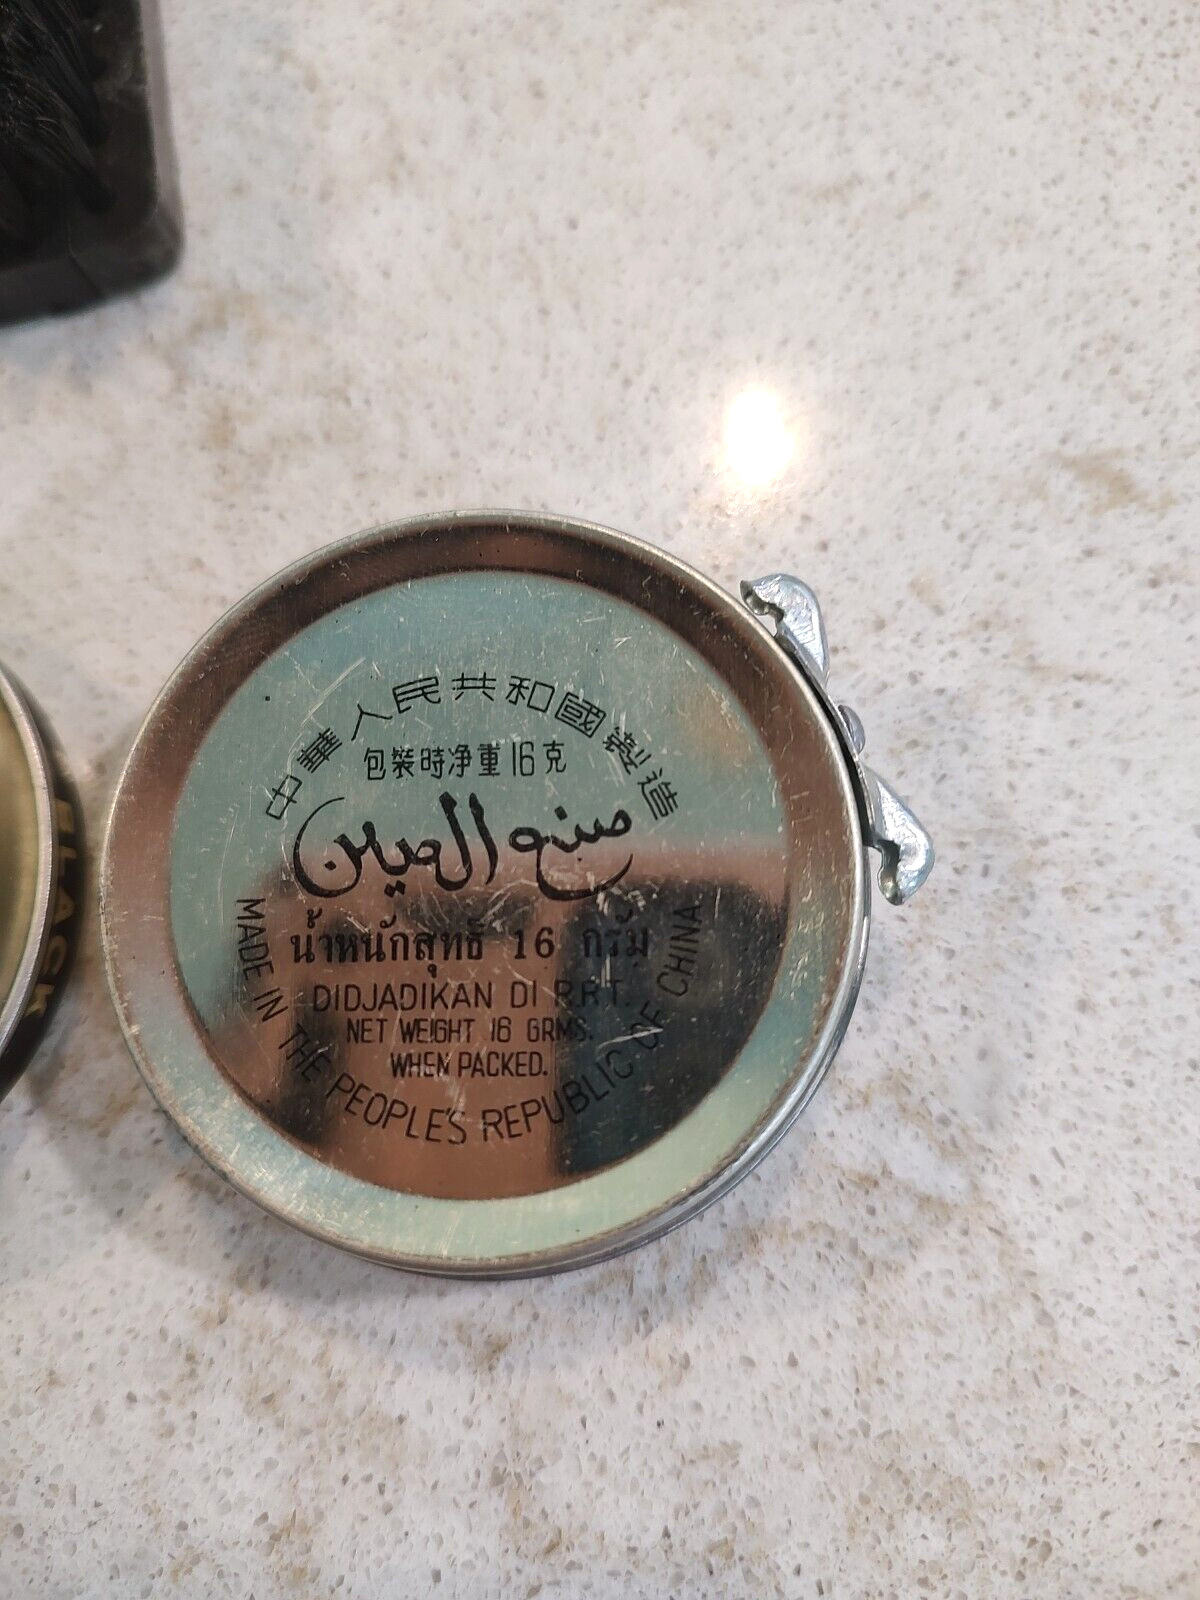 中華人民共和國製造
包裝時净重16克
صنع الصين
น้ำหนักสุทธิ 16 กรัม
DIDJADIKAN DI R.R.T.
NET WEIGHT 16 GRMS.
WHEN PACKED.
MADE IN THE PEOPLE'S REPUBLIC OF CHINA
BLACK